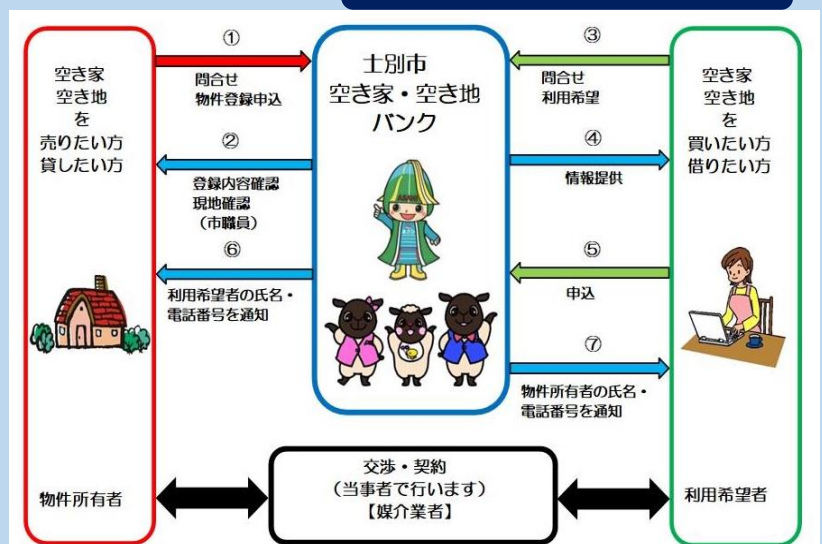 空き家
空き地
を
売りたい方
貸したい方
物件所有者
①
問合せ
物件登録申込
②
登録内容確認
現地確認
（市職員）
⑥
利用希望者の氏名・
電話番号を通知
士別市
空き家・空き地
バンク
③
問合せ
利用希望
④
情報提供
⑤
申込
⑦
物件所有者の氏名・
電話番号を通知
空き家
空き地
を
買いたい方
借りたい方
利用希望者
交渉・契約
（当事者で行います）
【媒介業者】